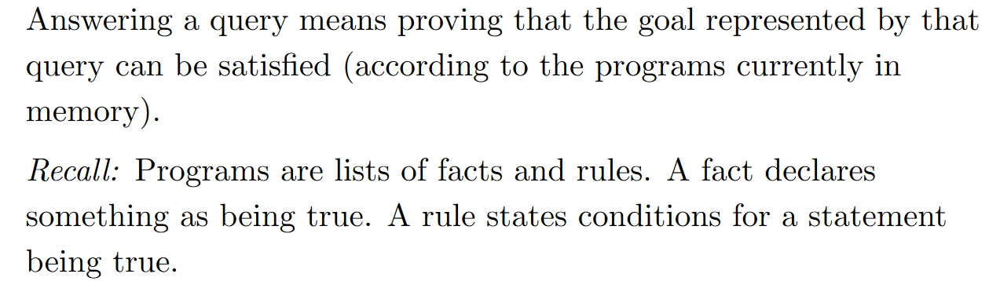 Answering a query means proving that the goal represented by that
query can be satisfied (according to the programs currently in
memory).
Recall: Programs are lists of facts and rules. A fact declares
something as being true. A rule states conditions for a statement
being true.